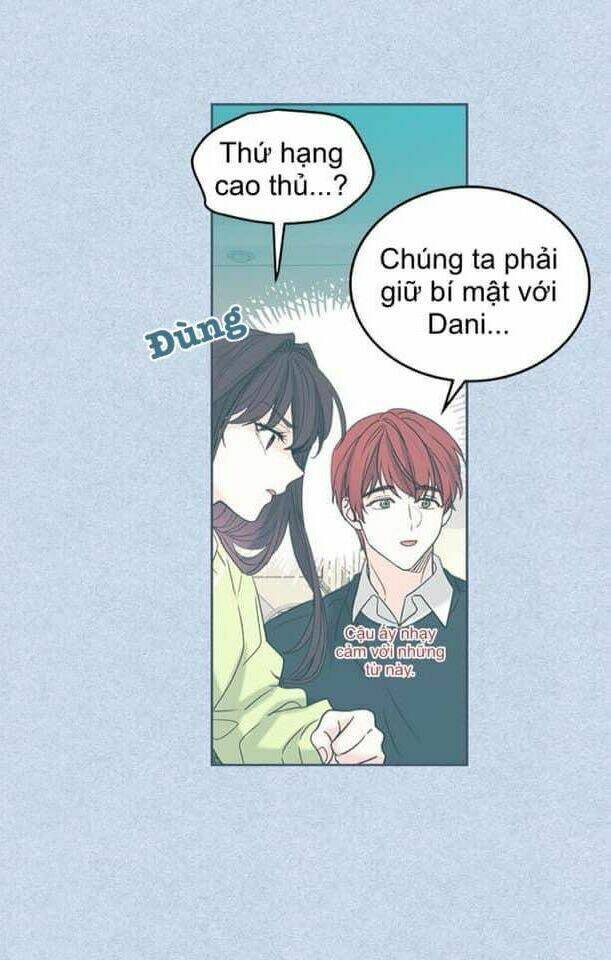 Thứ hạng
cao thủ...?
Chúng ta phải
giữ bí mật với
Dani...
Đùng
Cậu ấy nhạy
cảm với những
từ này.